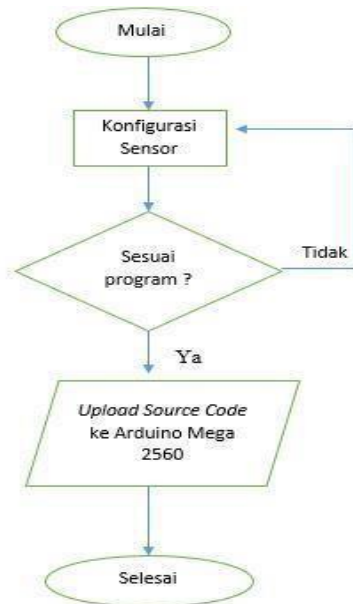 Mulai
Konfigurasi
Sensor
Sesuai
program ?
Tidak
Ya
Upload Source Code
ke Arduino Mega
2560
Selesai